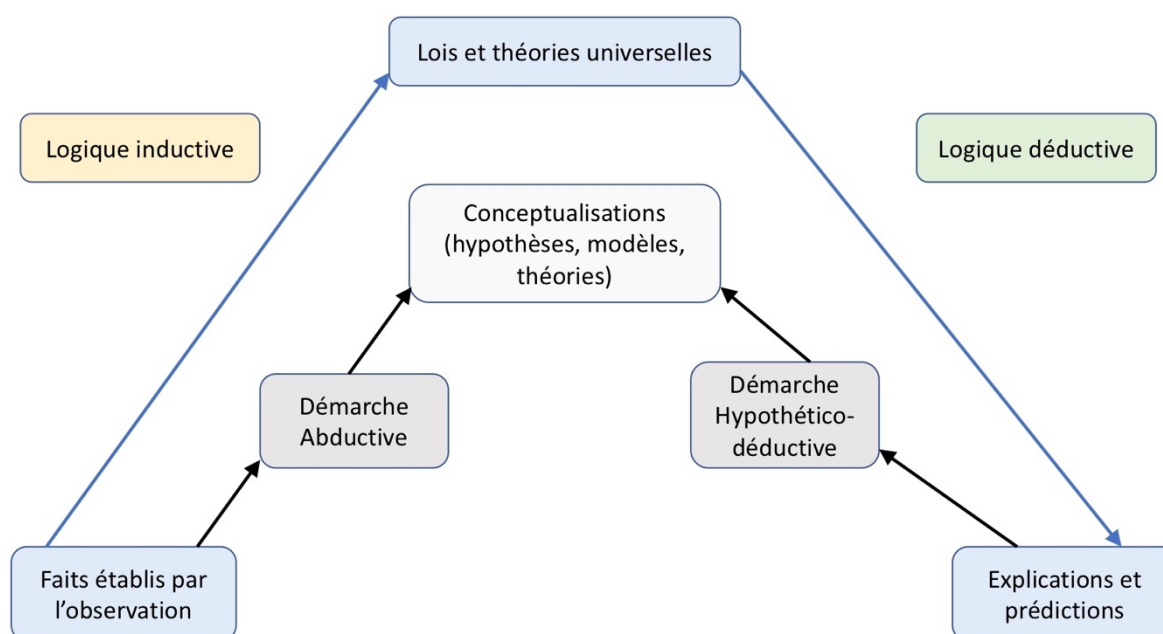 Lois et théories universelles
Logique inductive
Logique déductive
Conceptualisations
(hypothèses, modèles,
théories)
Démarche
Abductive
Démarche
Hypothético-
déductive
Faits établis par
l’observation
Explications et
prédictions